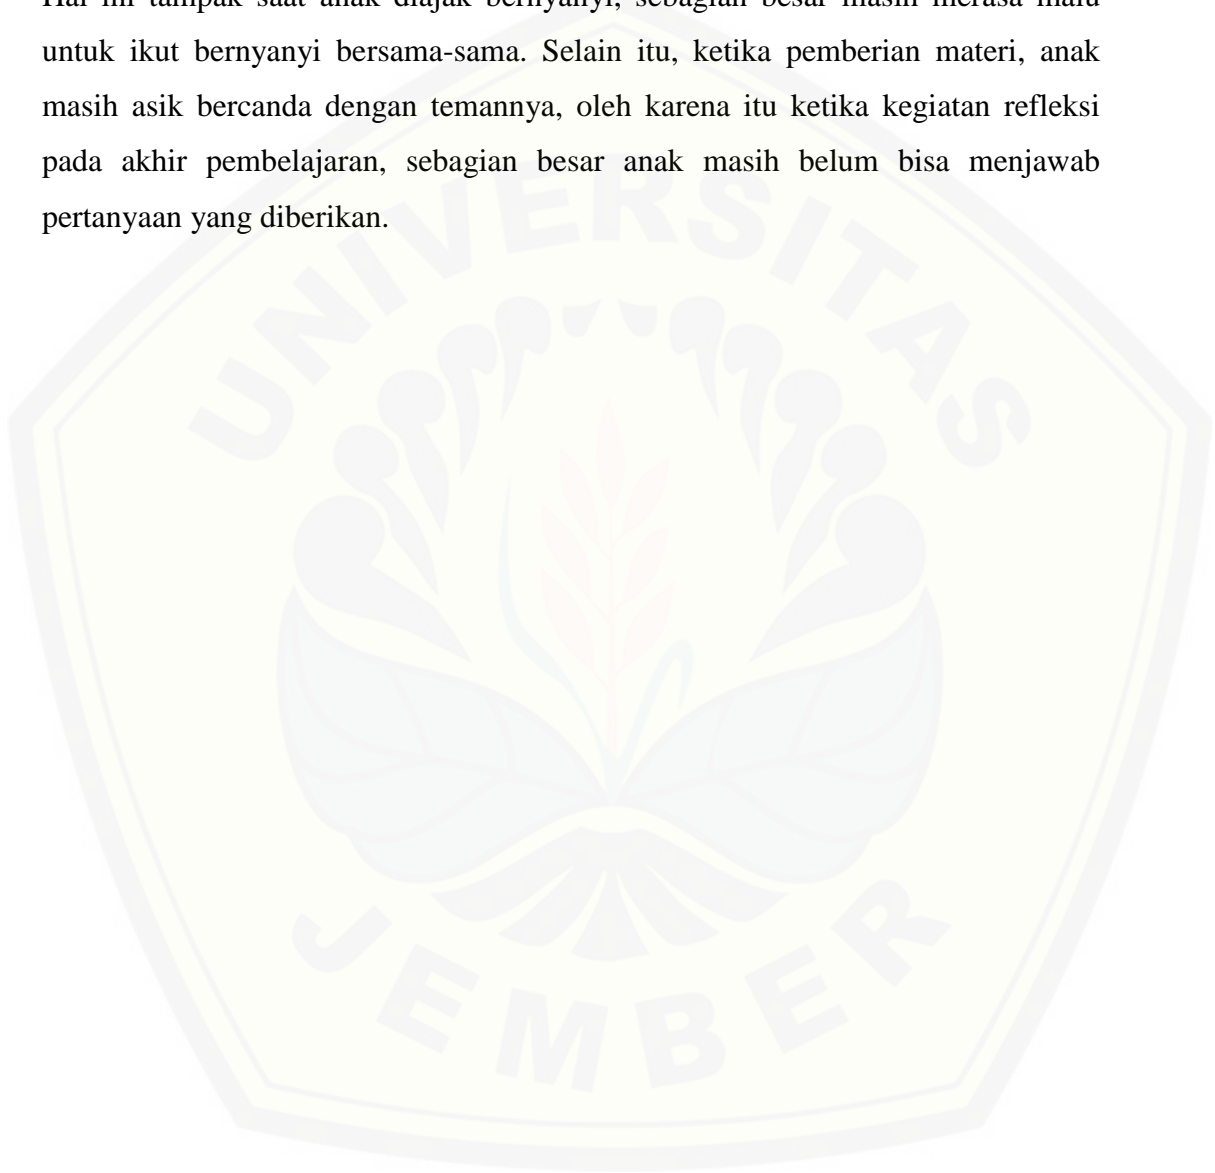 Hal ini tampak saat anak diajak bernyanyi, sebagian besar masih merasa malu
untuk ikut bernyanyi bersama-sama. Selain itu, ketika pemberian materi, anak
masih asik bercanda dengan temannya, oleh karena itu ketika kegiatan refleksi
pada akhir pembelajaran, sebagian besar anak masih belum bisa menjawab
pertanyaan yang diberikan.
UNIVERSITAS
JEMBER